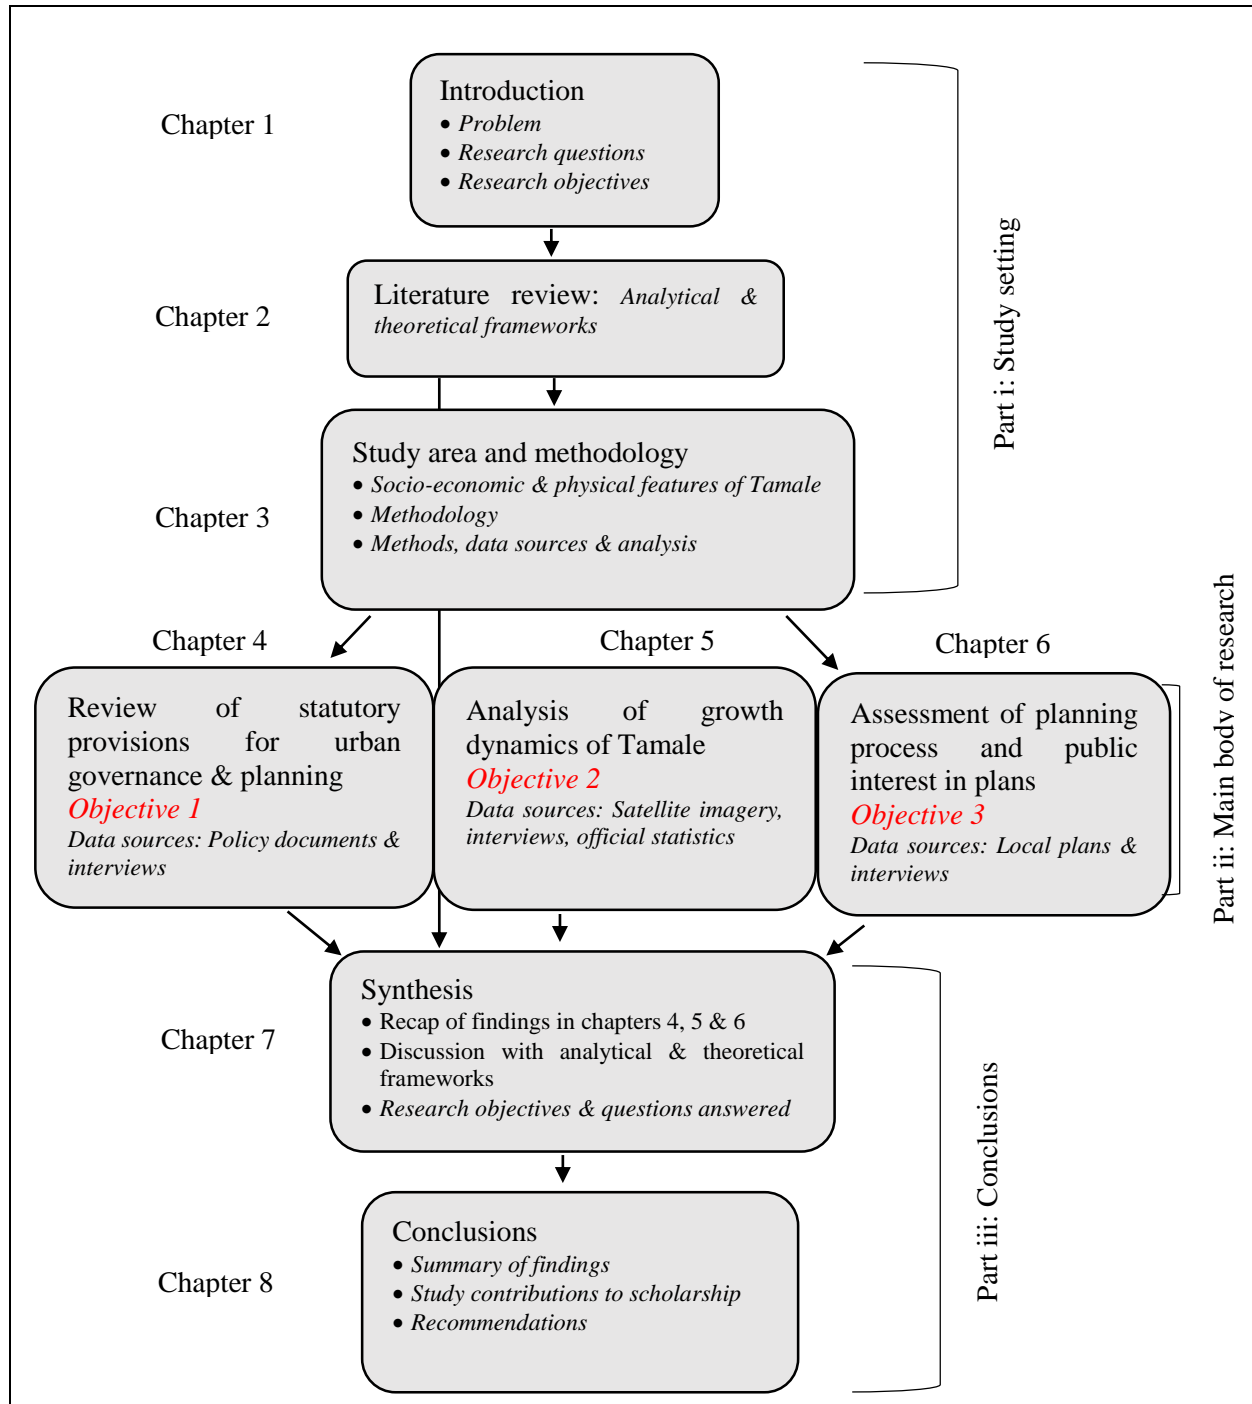 Chapter 1
Introduction
• Problem
• Research questions
• Research objectives
Chapter 2
Literature review: Analytical &
theoretical frameworks
Chapter 3
Study area and methodology
• Socio-economic & physical features of Tamale
• Methodology
• Methods, data sources & analysis
Part i: Study setting
Chapter 4
Review of statutory
provisions for urban
governance & planning
Objective 1
Data sources: Policy documents &
interviews
Chapter 5
Analysis of growth
dynamics of Tamale
Objective 2
Data sources: Satellite imagery,
interviews, official statistics
Chapter 6
Assessment of planning
process and public
interest in plans
Objective 3
Data sources: Local plans &
interviews
Part ii: Main body of research
Chapter 7
Synthesis
• Recap of findings in chapters 4, 5 & 6
• Discussion with analytical & theoretical
frameworks
• Research objectives & questions answered
Chapter 8
Conclusions
• Summary of findings
• Study contributions to scholarship
• Recommendations
Part iii: Conclusions